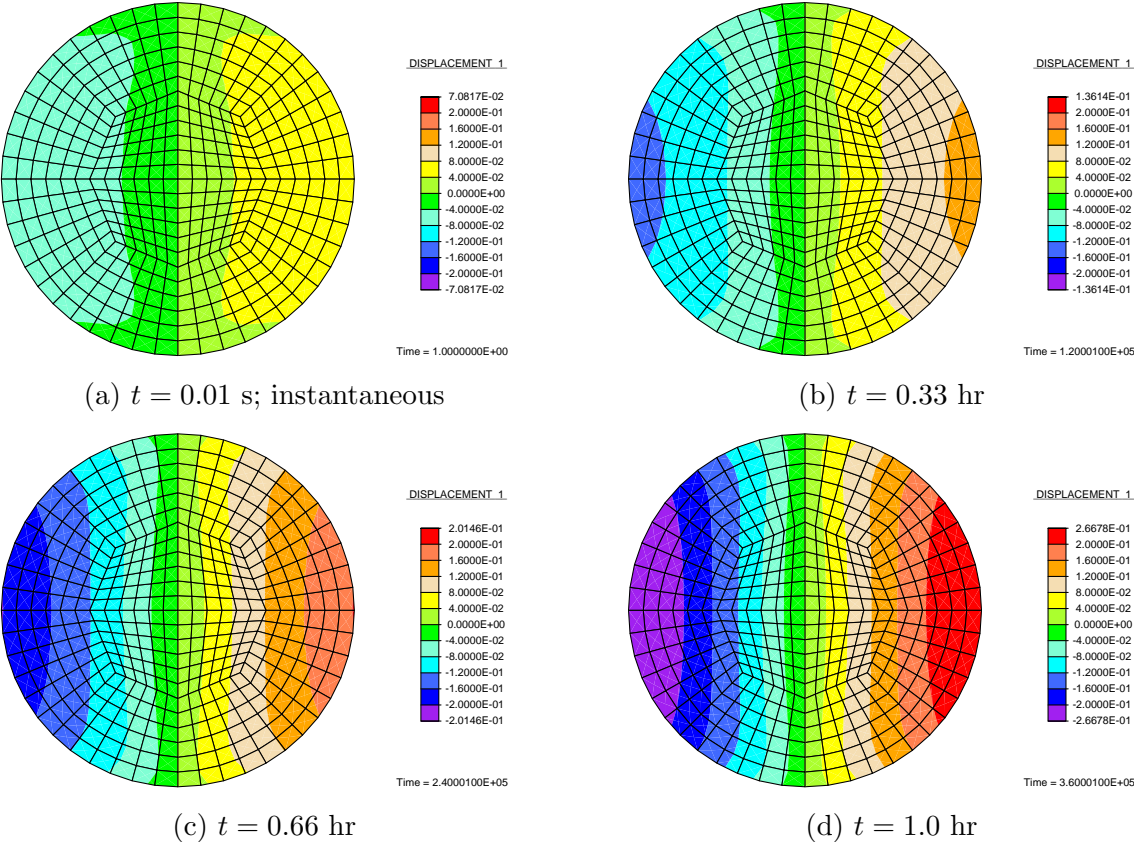 DISPLACEMENT 1
7.0817E-02
2.0000E-01
1.6000E-01
1.2000E-01
8.0000E-02
4.0000E-02
0.0000E+00
-4.0000E-02
-8.0000E-02
-1.2000E-01
-1.6000E-01
-2.0000E-01
-7.0817E-02
Time = 1.0000000E+00
(a) t = 0.01 s; instantaneous
DISPLACEMENT 1
1.3614E-01
2.0000E-01
1.6000E-01
1.2000E-01
8.0000E-02
4.0000E-02
0.0000E+00
-4.0000E-02
-8.0000E-02
-1.2000E-01
-1.6000E-01
-2.0000E-01
-1.3614E-01
Time = 1.2000100E+05
(b) t = 0.33 hr
DISPLACEMENT 1
2.0146E-01
2.0000E-01
1.6000E-01
1.2000E-01
8.0000E-02
4.0000E-02
0.0000E+00
-4.0000E-02
-8.0000E-02
-1.2000E-01
-1.6000E-01
-2.0000E-01
-2.0146E-01
Time = 2.4000100E+05
(c) t = 0.66 hr
DISPLACEMENT 1
2.6678E-01
2.0000E-01
1.6000E-01
1.2000E-01
8.0000E-02
4.0000E-02
0.0000E+00
-4.0000E-02
-8.0000E-02
-1.2000E-01
-1.6000E-01
-2.0000E-01
-2.6678E-01
Time = 3.6000100E+05
(d) t = 1.0 hr